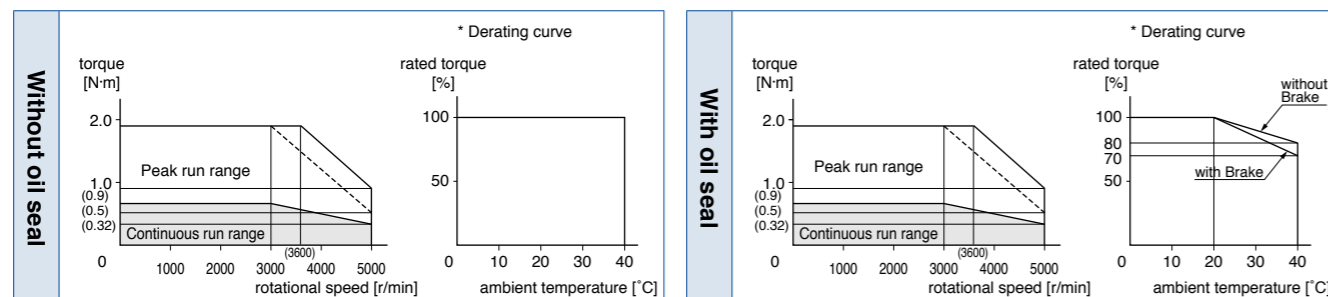 Without oil seal
* Derating curve
torque
[N·m]
rated torque
[%]
2.0
100
Peak run range
1.0
50
(0.9)
(0.5)
(0.32)
Continuous run range
(3600)
0 1000 2000 3000 4000 5000
0 10 20 30 40
rotational speed [r/min]
ambient temperature [˚C]
With oil seal
* Derating curve
torque
[N·m]
rated torque
[%]
without
Brake
2.0
100
80
70
Peak run range
with Brake
1.0
50
(0.9)
(0.5)
(0.32)
Continuous run range
(3600)
0 1000 2000 3000 4000 5000
0 10 20 30 40
rotational speed [r/min]
ambient temperature [˚C]